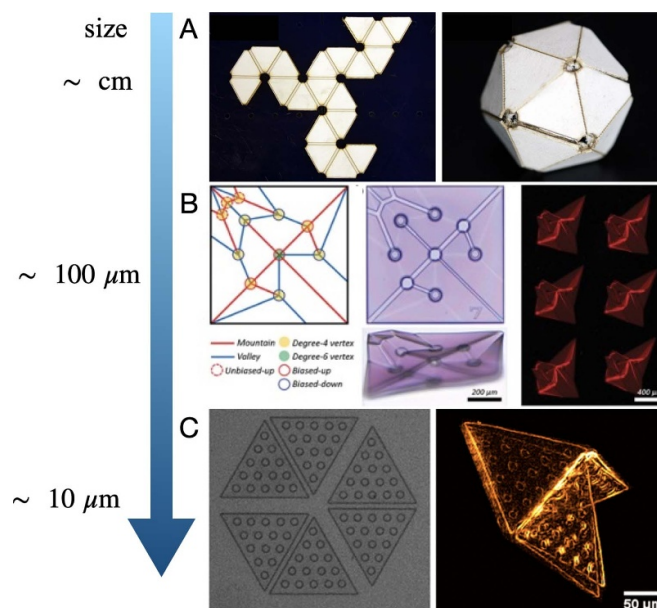 size
A
~ cm
B
~ 100 μm
Mountain
Degree-4 vertex
Valley
Degree-6 vertex
Unbiased-up
Biased-up
Biased-down
7
200 μm
400 μm
C
~ 10 μm
50 μm